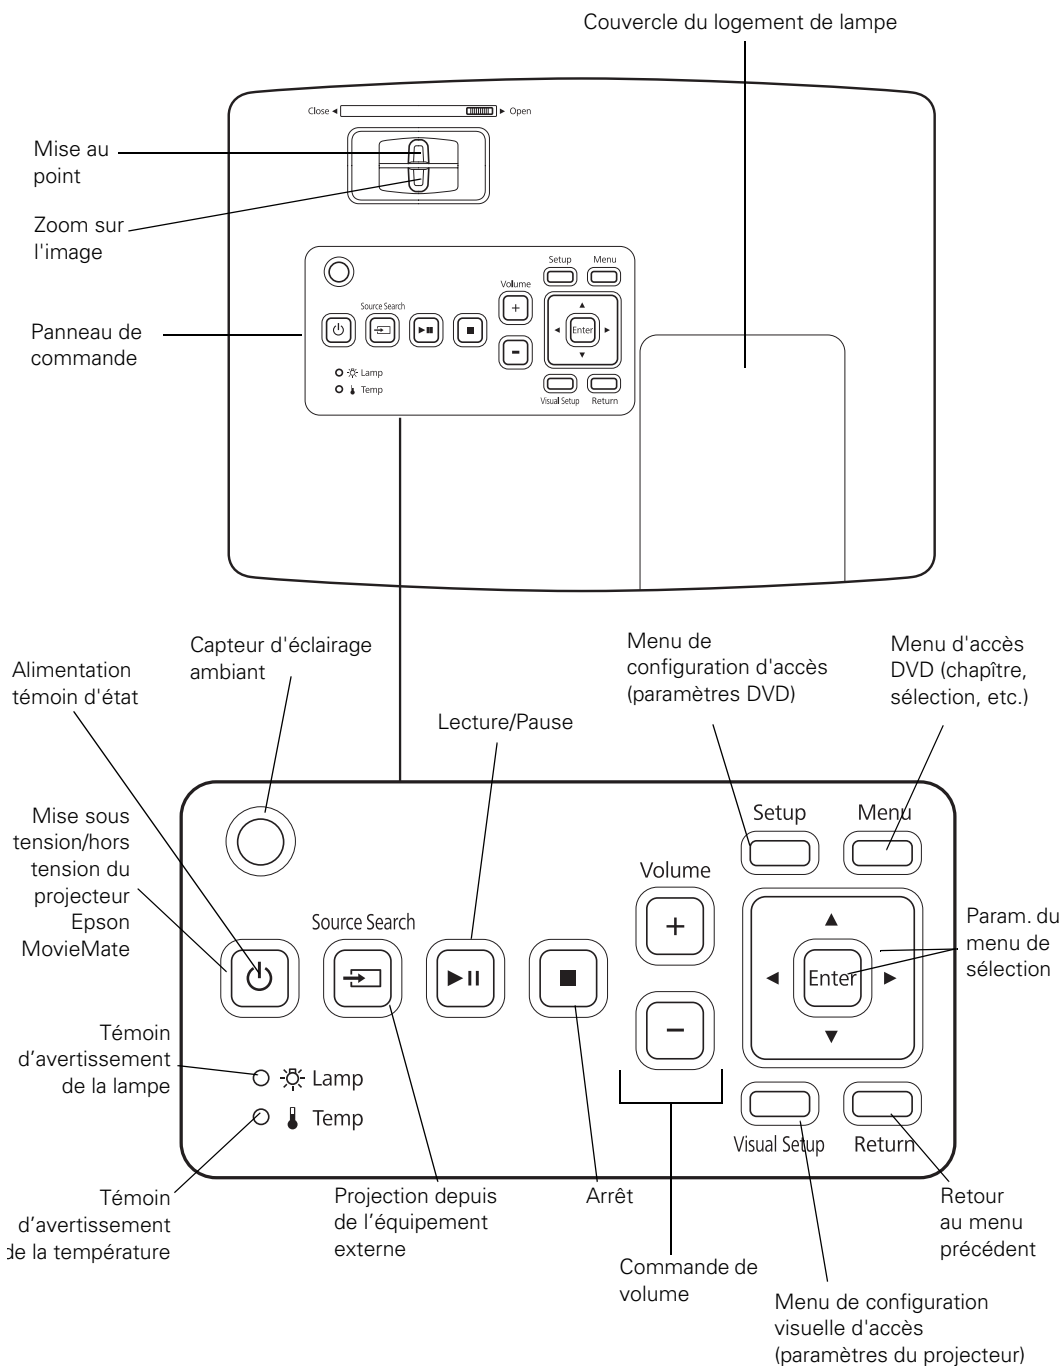 Couvercle du logement de lampe
Close
Open
Mise au
point
Zoom sur
l'image
Panneau de
commande
Setup
Menu
Volume
Source Search
+
Enter
-
Lamp
Temp
Visual Setup
Return
Alimentation
témoin d'état
Capteur d'éclairage
ambiant
Lecture/Pause
Menu de
configuration d'accès
(paramètres DVD)
Menu d'accès
DVD (chapître,
sélection, etc.)
Mise sous
tension/hors
tension du
projecteur
Epson
MovieMate
Setup
Menu
Volume
Source Search
+
Enter
-
Param. du
menu de
sélection
Témoin
d’avertissement
de la lampe
Lamp
Temp
Visual Setup
Return
Témoin
d’avertissement
de la température
Projection depuis
de l’équipement
externe
Arrêt
Commande de
volume
Retour
au menu
précédent
Menu de configuration
visuelle d'accès
(paramètres du projecteur)